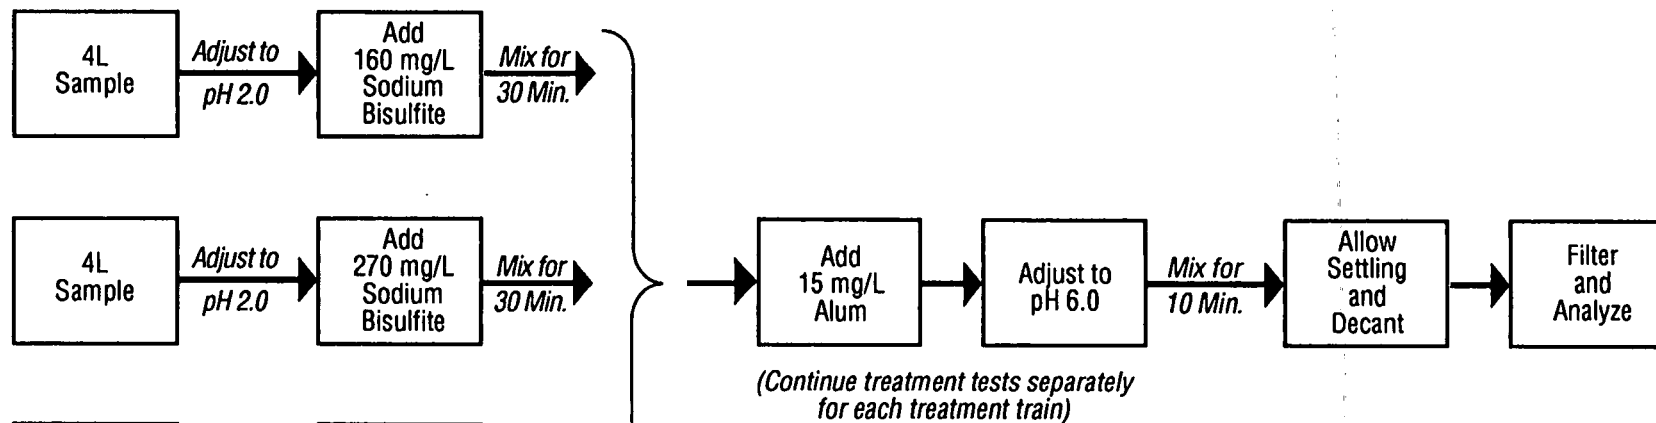 4L
Sample
Adjust to
pH 2.0
Add
160 mg/L
Sodium
Bisulfite
Mix for
30 Min.
4L
Sample
Adjust to
pH 2.0
Add
270 mg/L
Sodium
Bisulfite
Mix for
30 Min.
Add
15 mg/L
Alum
Adjust to
pH 6.0
Mix for
10 Min.
Allow
Settling
and
Decant
Filter
and
Analyze
(Continue treatment tests separately
for each treatment train)